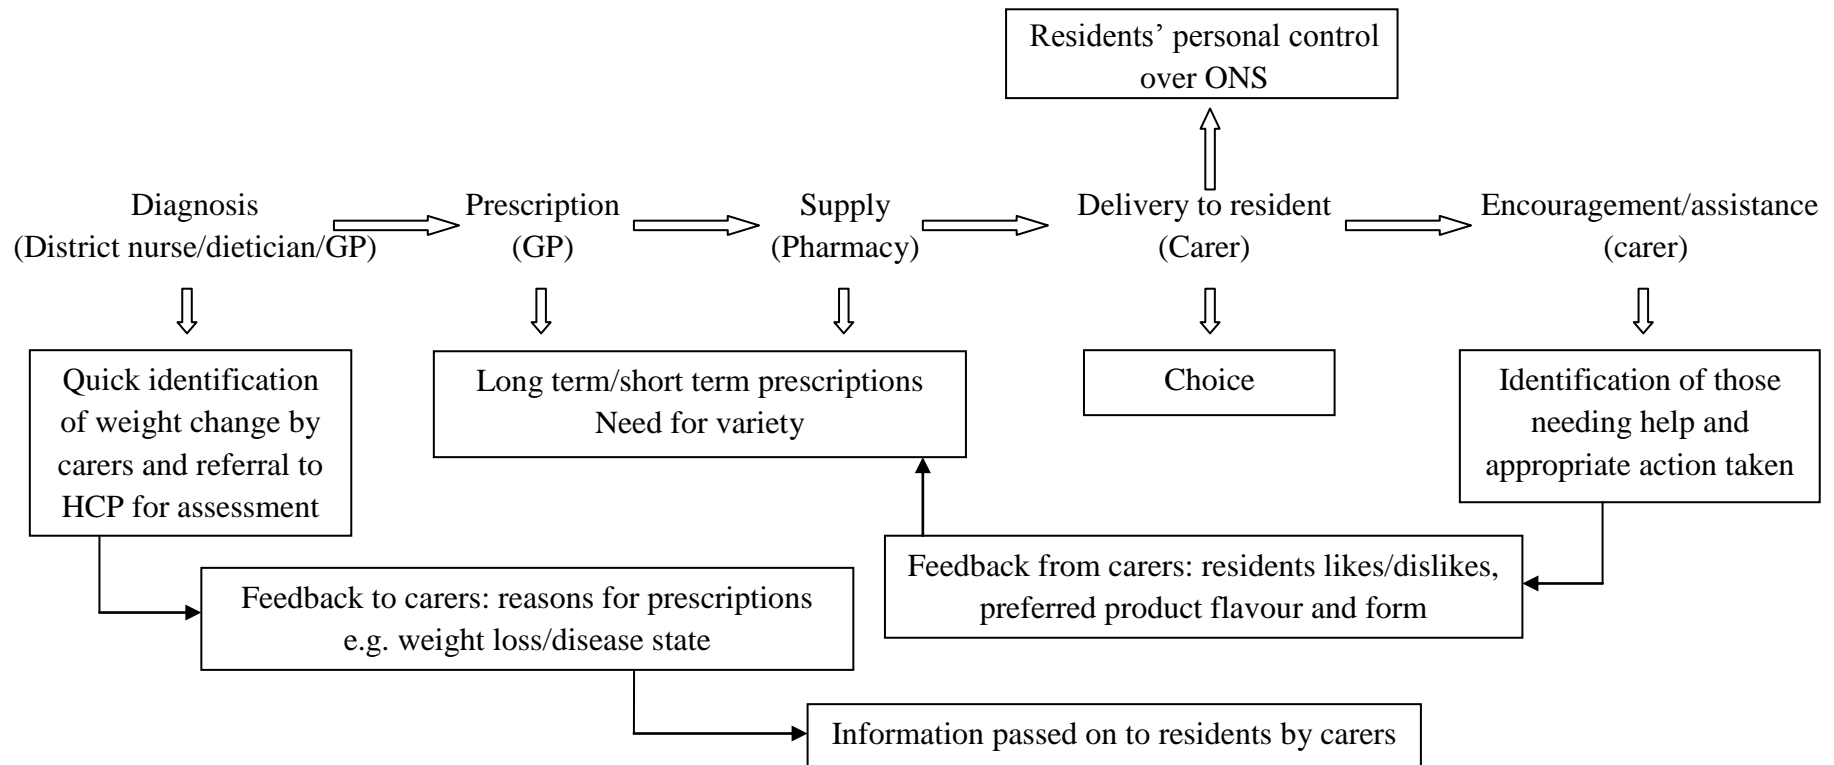 Residents’ personal control
over ONS
Diagnosis
(District nurse/dietician/GP)
Prescription
(GP)
Supply
(Pharmacy)
Delivery to resident
(Carer)
Encouragement/assistance
(carer)
Quick identification
of weight change by
carers and referral to
HCP for assessment
Long term/short term prescriptions
Need for variety
Choice
Identification of those
needing help and
appropriate action taken
Feedback to carers: reasons for prescriptions
e.g. weight loss/disease state
Feedback from carers: residents likes/dislikes,
preferred product flavour and form
Information passed on to residents by carers